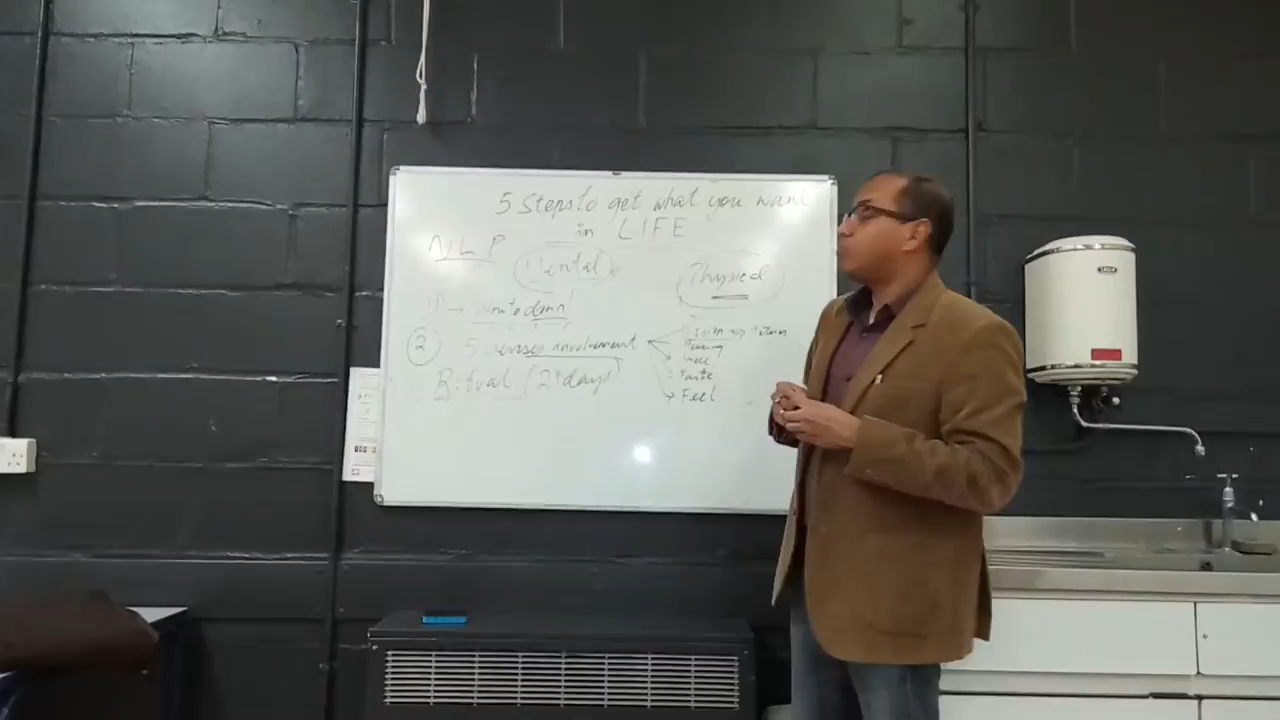 5 Steps to get what you want
in LIFE
N L P
Mental
Physical
1 → Write down
2 5 senses involvement
Hearing
Taste
→ Feel
Ritual (21 days)